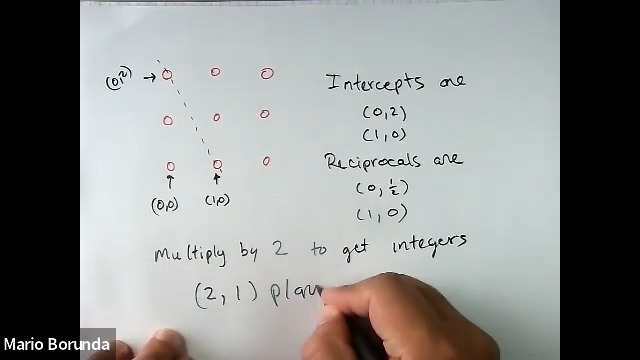 (0,2)
(0,0)
(1,0)
Intercepts are
(0,2)
(1,0)
Reciprocals are
(0, 1/2)
(1,0)
Multiply by 2 to get integers
(2,1) plan
Mario Borunda